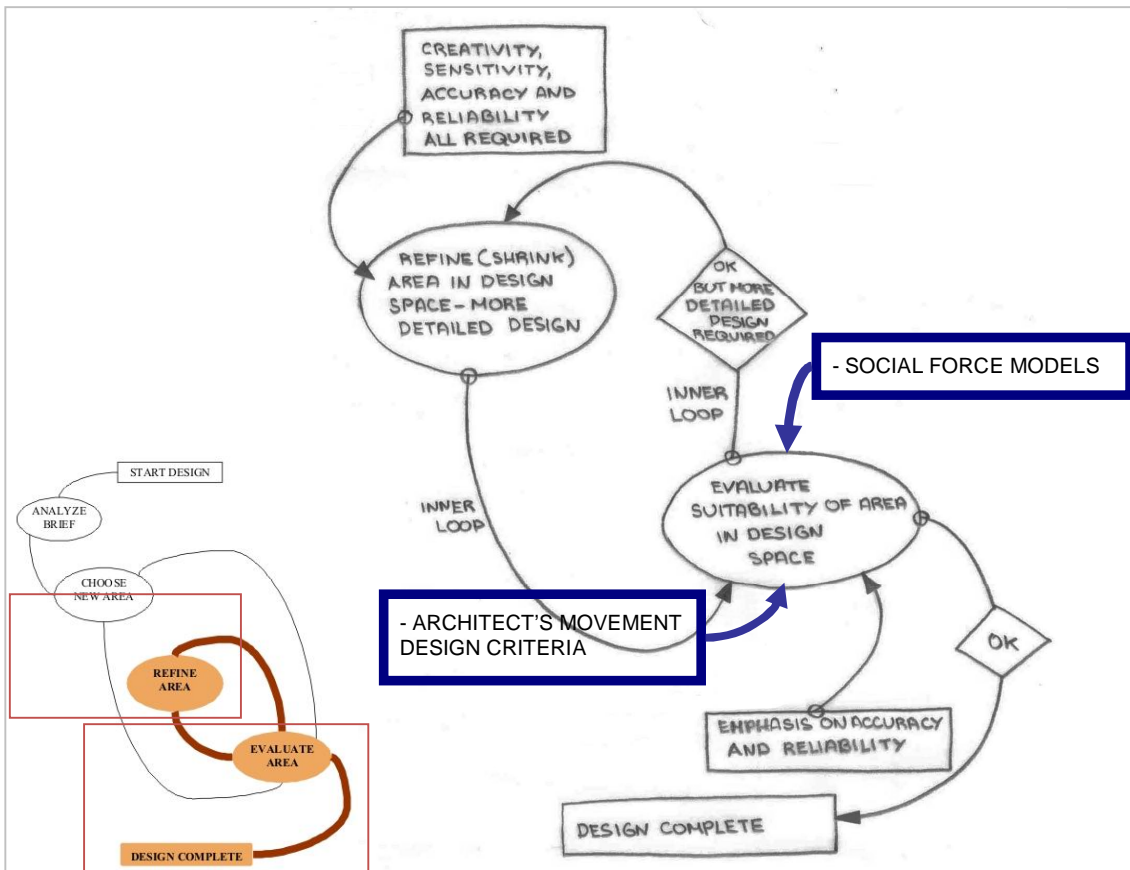 CREATIVITY,
SENSITIVITY,
ACCURACY AND
RELIABILITY
ALL REQUIRED
REFINE (SHRINK)
AREA IN DESIGN
SPACE - MORE
DETAILED DESIGN
OK
BUT MORE
DETAILED
DESIGN
REQUIRED
- SOCIAL FORCE MODELS
INNER
LOOP
EVALUATE
SUITABILITY OF AREA
IN DESIGN
SPACE
INNER
LOOP
- ARCHITECT'S MOVEMENT
DESIGN CRITERIA
OK
EMPHASIS ON ACCURACY
AND RELIABILITY
DESIGN COMPLETE
START DESIGN
ANALYZE
BRIEF
CHOOSE
NEW AREA
REFINE
AREA
EVALUATE
AREA
DESIGN COMPLETE